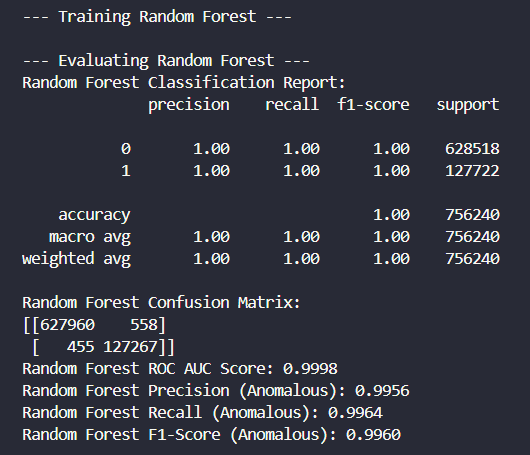 --- Training Random Forest ---
--- Evaluating Random Forest ---
Random Forest Classification Report:
precision recall f1-score support
0 1.00 1.00 1.00 628518
1 1.00 1.00 1.00 127722
accuracy 1.00 756240
macro avg 1.00 1.00 1.00 756240
weighted avg 1.00 1.00 1.00 756240
Random Forest Confusion Matrix:
[[627960 558]
[ 455 127267]]
Random Forest ROC AUC Score: 0.9998
Random Forest Precision (Anomalous): 0.9956
Random Forest Recall (Anomalous): 0.9964
Random Forest F1-Score (Anomalous): 0.9960